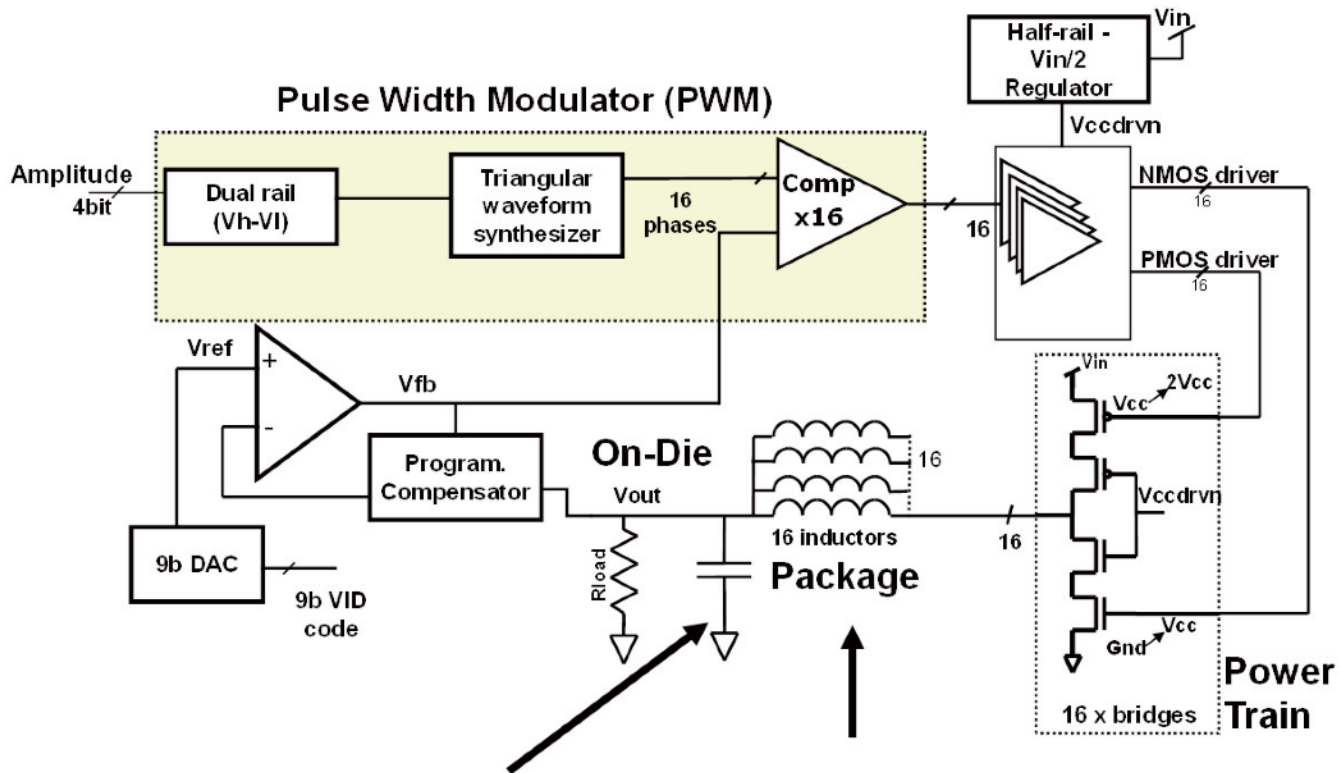 Pulse Width Modulator (PWM)
Amplitude
4bit
Dual rail
(Vh-Vl)
Triangular
waveform
synthesizer
16
phases
Comp
x16
16
Half-rail -
Vin/2
Regulator
Vin
Vccdrvn
NMOS driver
16
PMOS driver
16
Vref
+
-
Vfb
Program.
Compensator
9b DAC
9b VID
code
On-Die
Vout
Rload
16
16 inductors
Package
16
Vin
Vcc 2Vcc
Vccdrvn
Gnd Vcc
16 x bridges
Power
Train